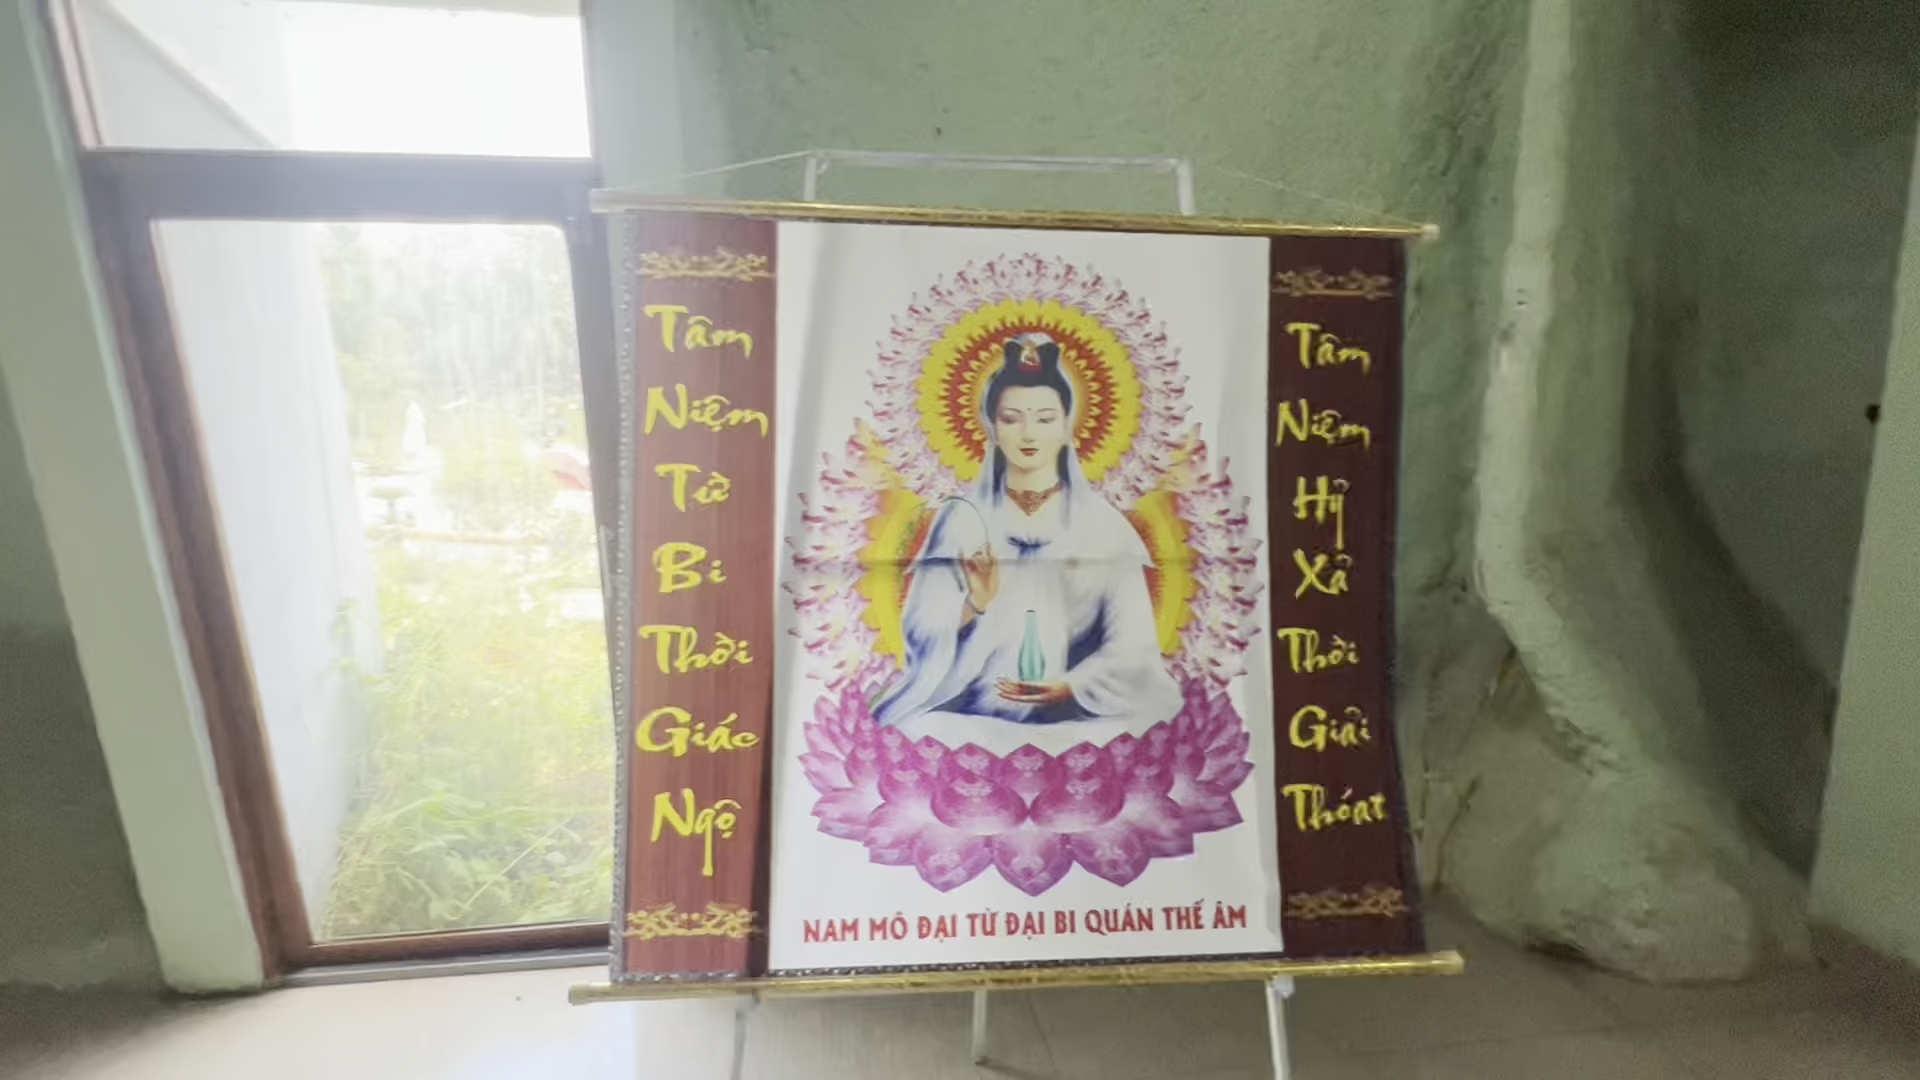 Tâm
Niệm
Từ
Bi
Thời
Giác
Ngộ
Tâm
Niệm
Hỷ
Xả
Thời
Giải
Thóat
NAM MÔ ĐẠI TỪ ĐẠI BI QUÁN THẾ ÂM